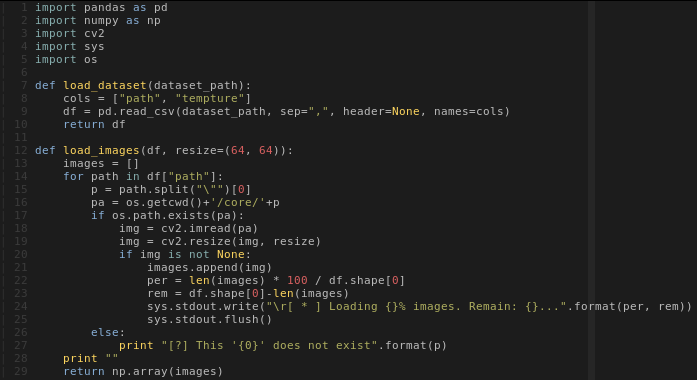 1 import pandas as pd
2 import numpy as np
3 import cv2
4 import sys
5 import os
6
7 def load_dataset(dataset_path):
8     cols = ["path", "tempture"]
9     df = pd.read_csv(dataset_path, sep=",", header=None, names=cols)
10     return df
11
12 def load_images(df, resize=(64, 64)):
13     images = []
14     for path in df["path"]:
15         p = path.split("\"")[0]
16         pa = os.getcwd()+'/core/'+p
17         if os.path.exists(pa):
18             img = cv2.imread(pa)
19             img = cv2.resize(img, resize)
20             if img is not None:
21                 images.append(img)
22                 per = len(images) * 100 / df.shape[0]
23                 rem = df.shape[0]-len(images)
24                 sys.stdout.write("\r[ * ] Loading {}% images. Remain: {}...".format(per, rem))
25                 sys.stdout.flush()
26         else:
27             print "[?] This '{0}' does not exist".format(p)
28     print ""
29     return np.array(images)